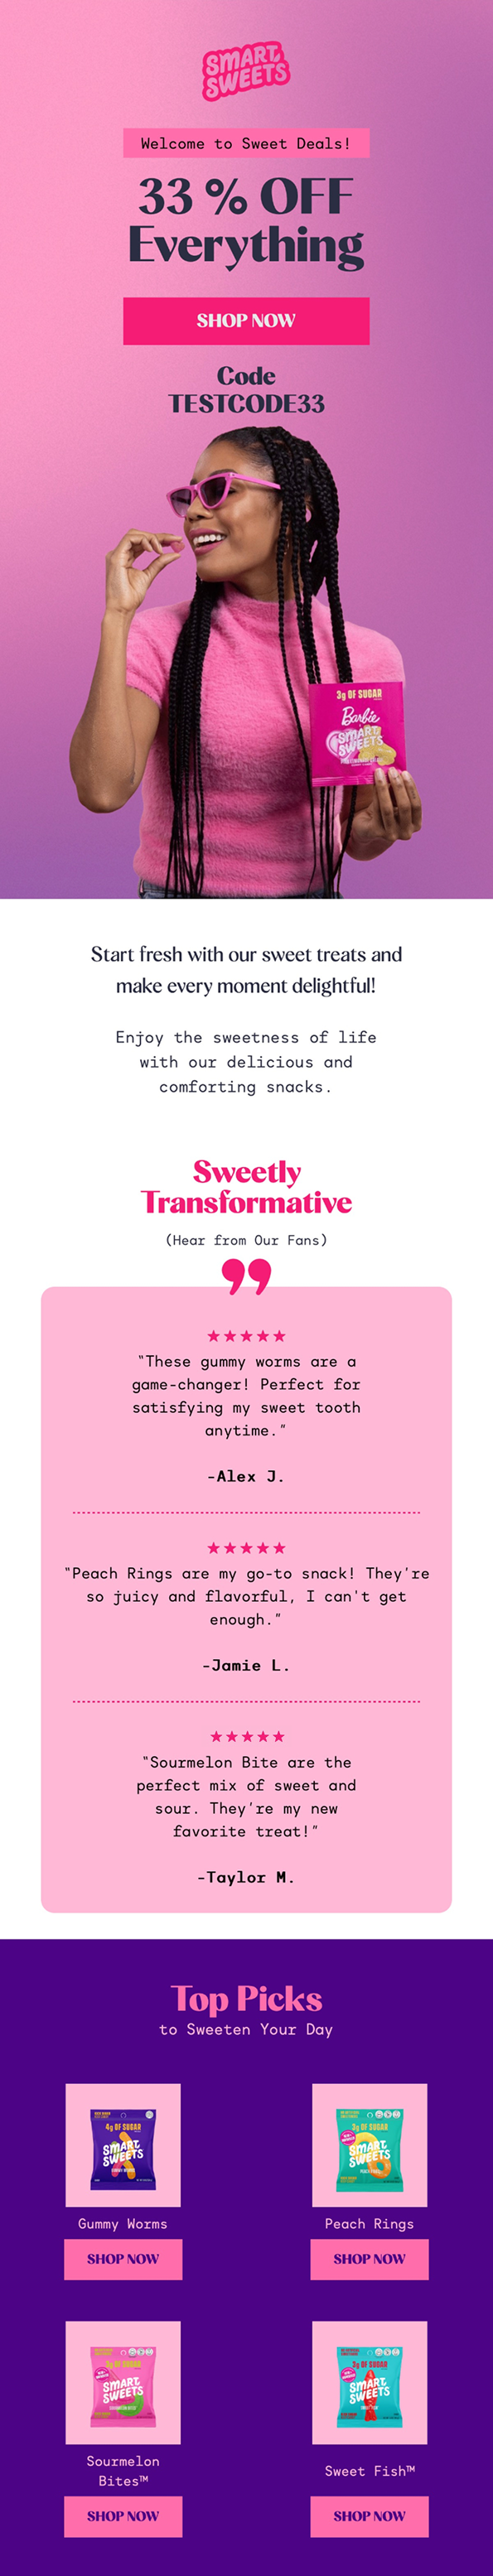 SMART
SWEETS
Welcome to Sweet Deals!
33 % OFF
Everything
SHOP NOW
Code
TESTCODE33
3g OF SUGAR
Barbie
SMART
SWEETS
Start fresh with our sweet treats and
make every moment delightful!
Enjoy the sweetness of life
with our delicious and
comforting snacks.
Sweetly
Transformative
(Hear from Our Fans)
"These gummy worms are a
game-changer! Perfect for
satisfying my sweet tooth
anytime."
-Alex J.
"Peach Rings are my go-to snack! They're
so juicy and flavorful, I can't get
enough."
-Jamie L.
"Sourmelon Bite are the
perfect mix of sweet and
sour. They're my new
favorite treat!"
-Taylor M.
Top Picks
to Sweeten Your Day
4g OF SUGAR
SMART
SWEETS
3g OF SUGAR
SMART
SWEETS
Gummy Worms
Peach Rings
SHOP NOW
SHOP NOW
3g OF SUGAR
SMART
SWEETS
3g OF SUGAR
SMART
SWEETS
Sourmelon
Bites™
Sweet Fish™
SHOP NOW
SHOP NOW